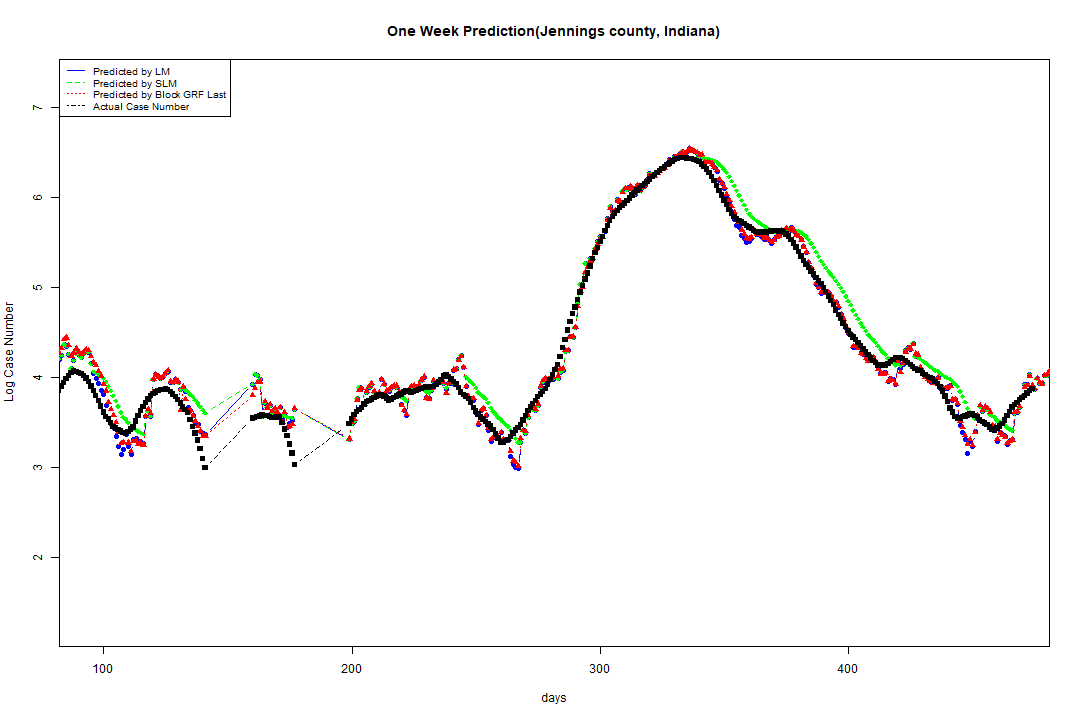 One Week Prediction(Jennings county, Indiana)
Predicted by LM
Predicted by SLM
Predicted by Block GRF Last
Actual Case Number
Log Case Number
7
6
5
4
3
2
100 200 300 400
days